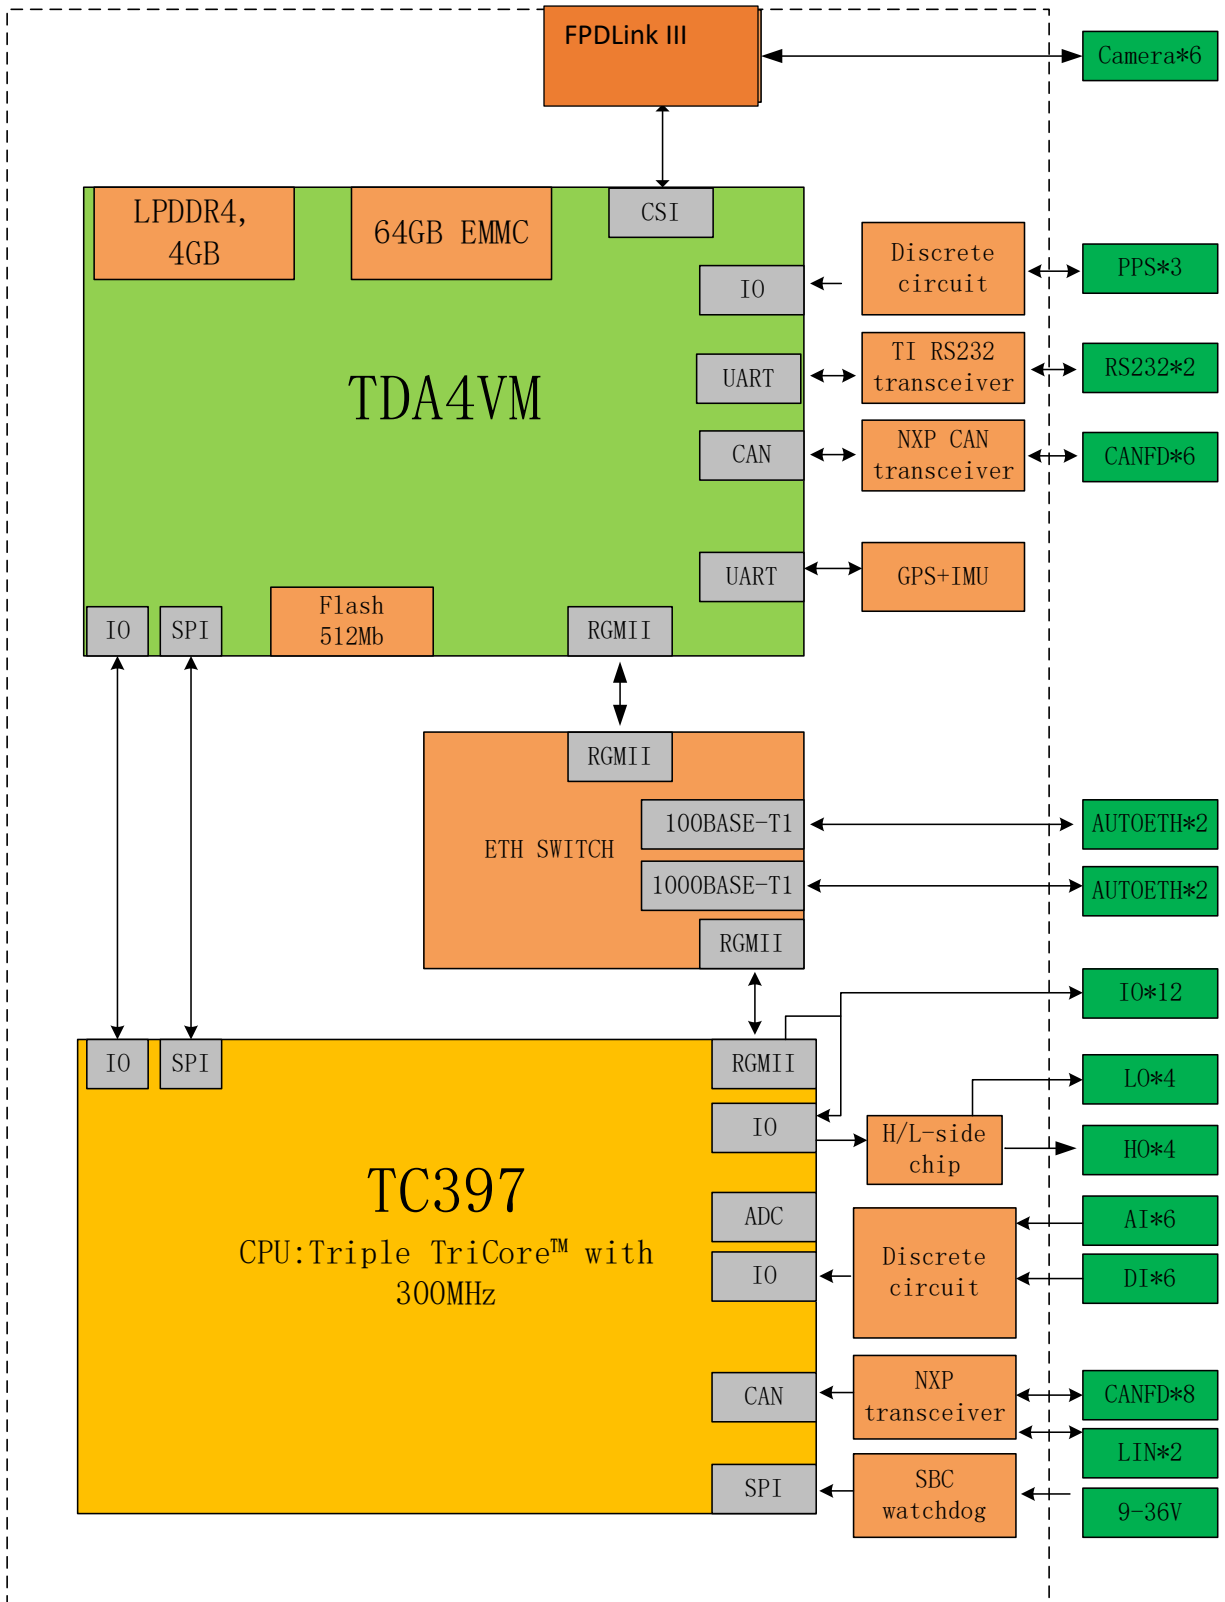 FPDLink III
Camera*6
LPDDR4,
4GB
64GB EMMC
CSI
IO
Discrete
circuit
PPS*3
TDA4VM
UART
TI RS232
transceiver
RS232*2
CAN
NXP CAN
transceiver
CANFD*6
UART
GPS+IMU
IO
SPI
Flash
512Mb
RGMII
RGMII
ETH SWITCH
100BASE-T1
AUTOETH*2
1000BASE-T1
AUTOETH*2
RGMII
IO*12
IO
SPI
RGMII
LO*4
IO
H/L-side
chip
HO*4
TC397
CPU:Triple TriCore™ with
300MHz
ADC
IO
Discrete
circuit
AI*6
DI*6
CAN
NXP
transceiver
CANFD*8
LIN*2
SPI
SBC
watchdog
9-36V